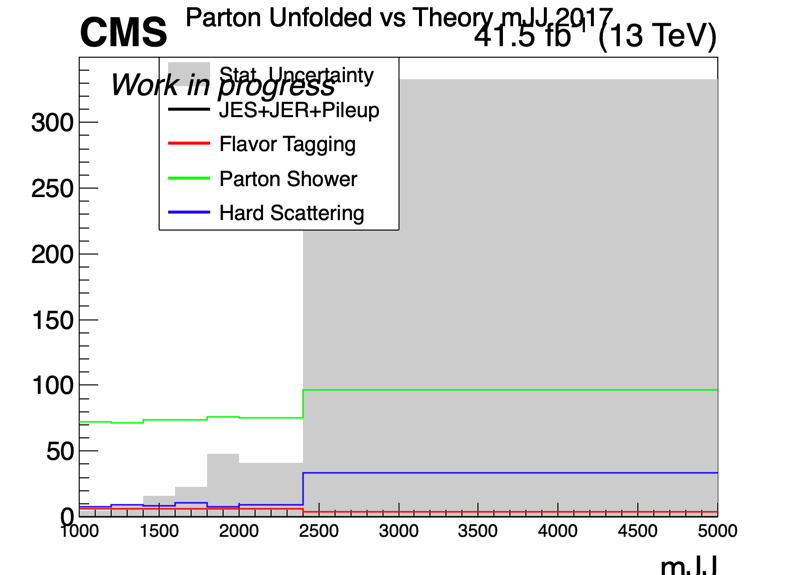 Parton Unfolded vs Theory mJJ 2017
CMS
41.5 fb⁻¹ (13 TeV)
Work in progress
Stat. Uncertainty
JES+JER+Pileup
Flavor Tagging
Parton Shower
Hard Scattering
300
250
200
150
100
50
0
1000 1500 2000 2500 3000 3500 4000 4500 5000
mJJ